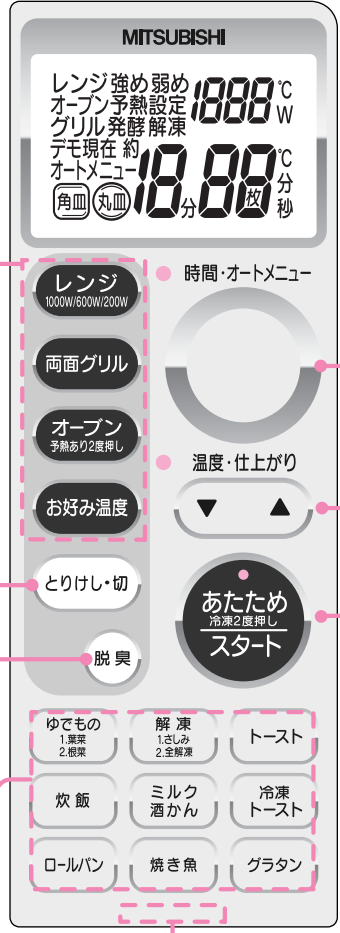 MITSUBISHI
レンジ 強め 弱め 1888 ℃
オーブン予熱設定 W
グリル 発酵 解凍
デモ現在 約
オートメニュー 18分88 ℃
角皿 丸皿 枚 分
秒
レンジ
1000W/600W/200W
両面グリル
オーブン
予熱あり2度押し
お好み温度
とりけし・切
脱臭
時間・オートメニュー
温度・仕上がり
▼ ▲
あたため
冷凍2度押し
スタート
ゆでもの
1.葉菜
2.根菜
解凍
1.さしみ
2.全解凍
トースト
炊飯
ミルク
酒かん
冷凍
トースト
ロールパン
焼き魚
グラタン